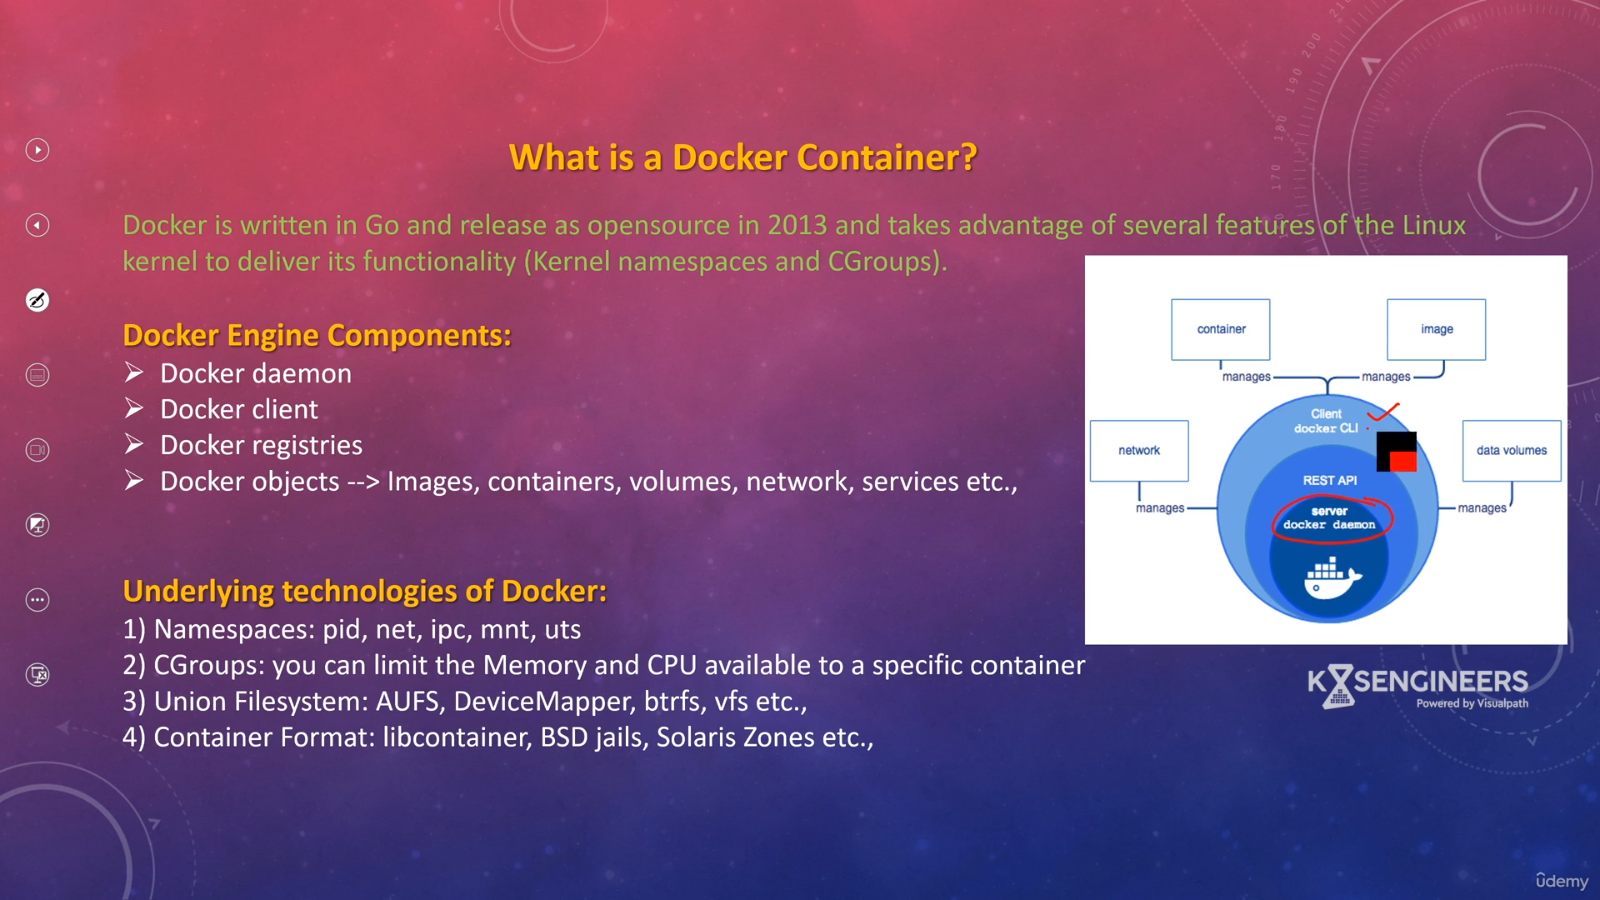 What is a Docker Container?
Docker is written in Go and release as opensource in 2013 and takes advantage of several features of the Linux
kernel to deliver its functionality (Kernel namespaces and CGroups).
Docker Engine Components:
➢ Docker daemon
➢ Docker client
➢ Docker registries
➢ Docker objects --> Images, containers, volumes, network, services etc.,
Underlying technologies of Docker:
1) Namespaces: pid, net, ipc, mnt, uts
2) CGroups: you can limit the Memory and CPU available to a specific container
3) Union Filesystem: AUFS, DeviceMapper, btrfs, vfs etc.,
4) Container Format: libcontainer, BSD jails, Solaris Zones etc.,
container
image
manages
manages
Client
docker CLI
network
data volumes
REST API
manages
manages
server
docker daemon
K8SENGINEERS
Powered by Visualpath
170
180
190
200
ûdemy